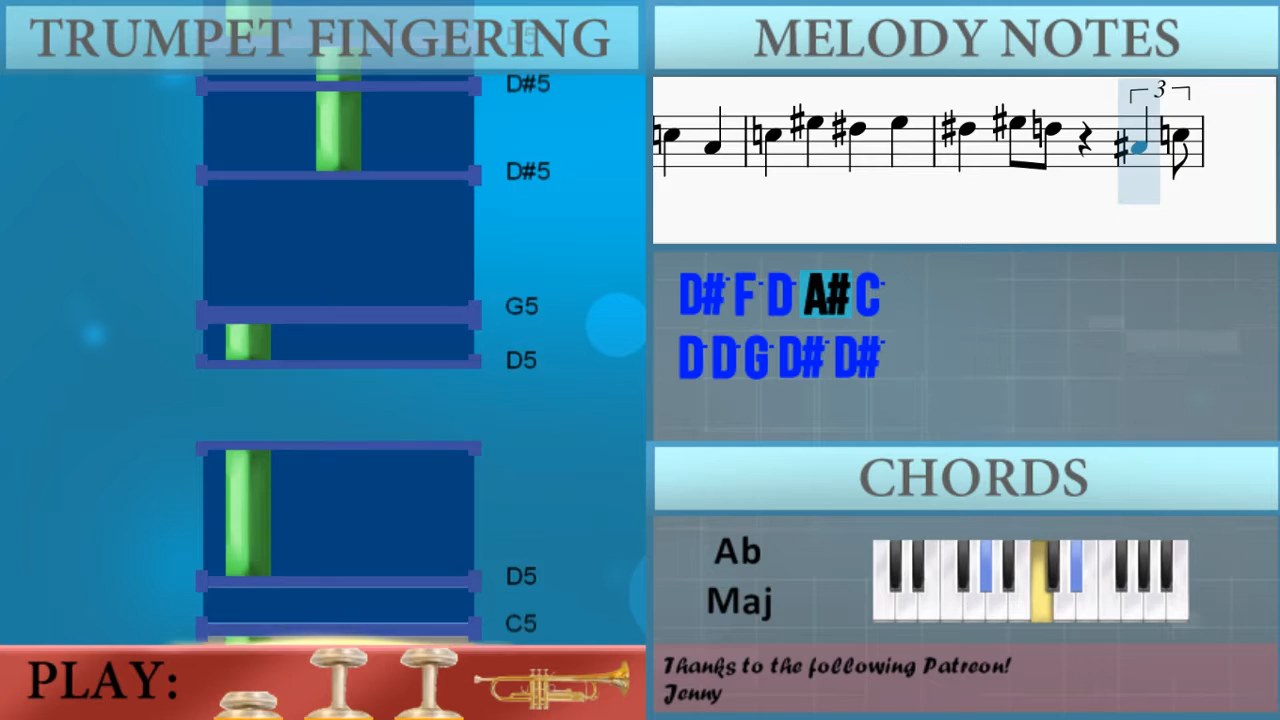 TRUMPET FINGERING
D#5
D#5
G5
D5
D5
C5
PLAY:
MELODY NOTES
3
D# F D A# C
D D G D# D#
CHORDS
Ab
Maj
Thanks to the following Patreon!
Jenny